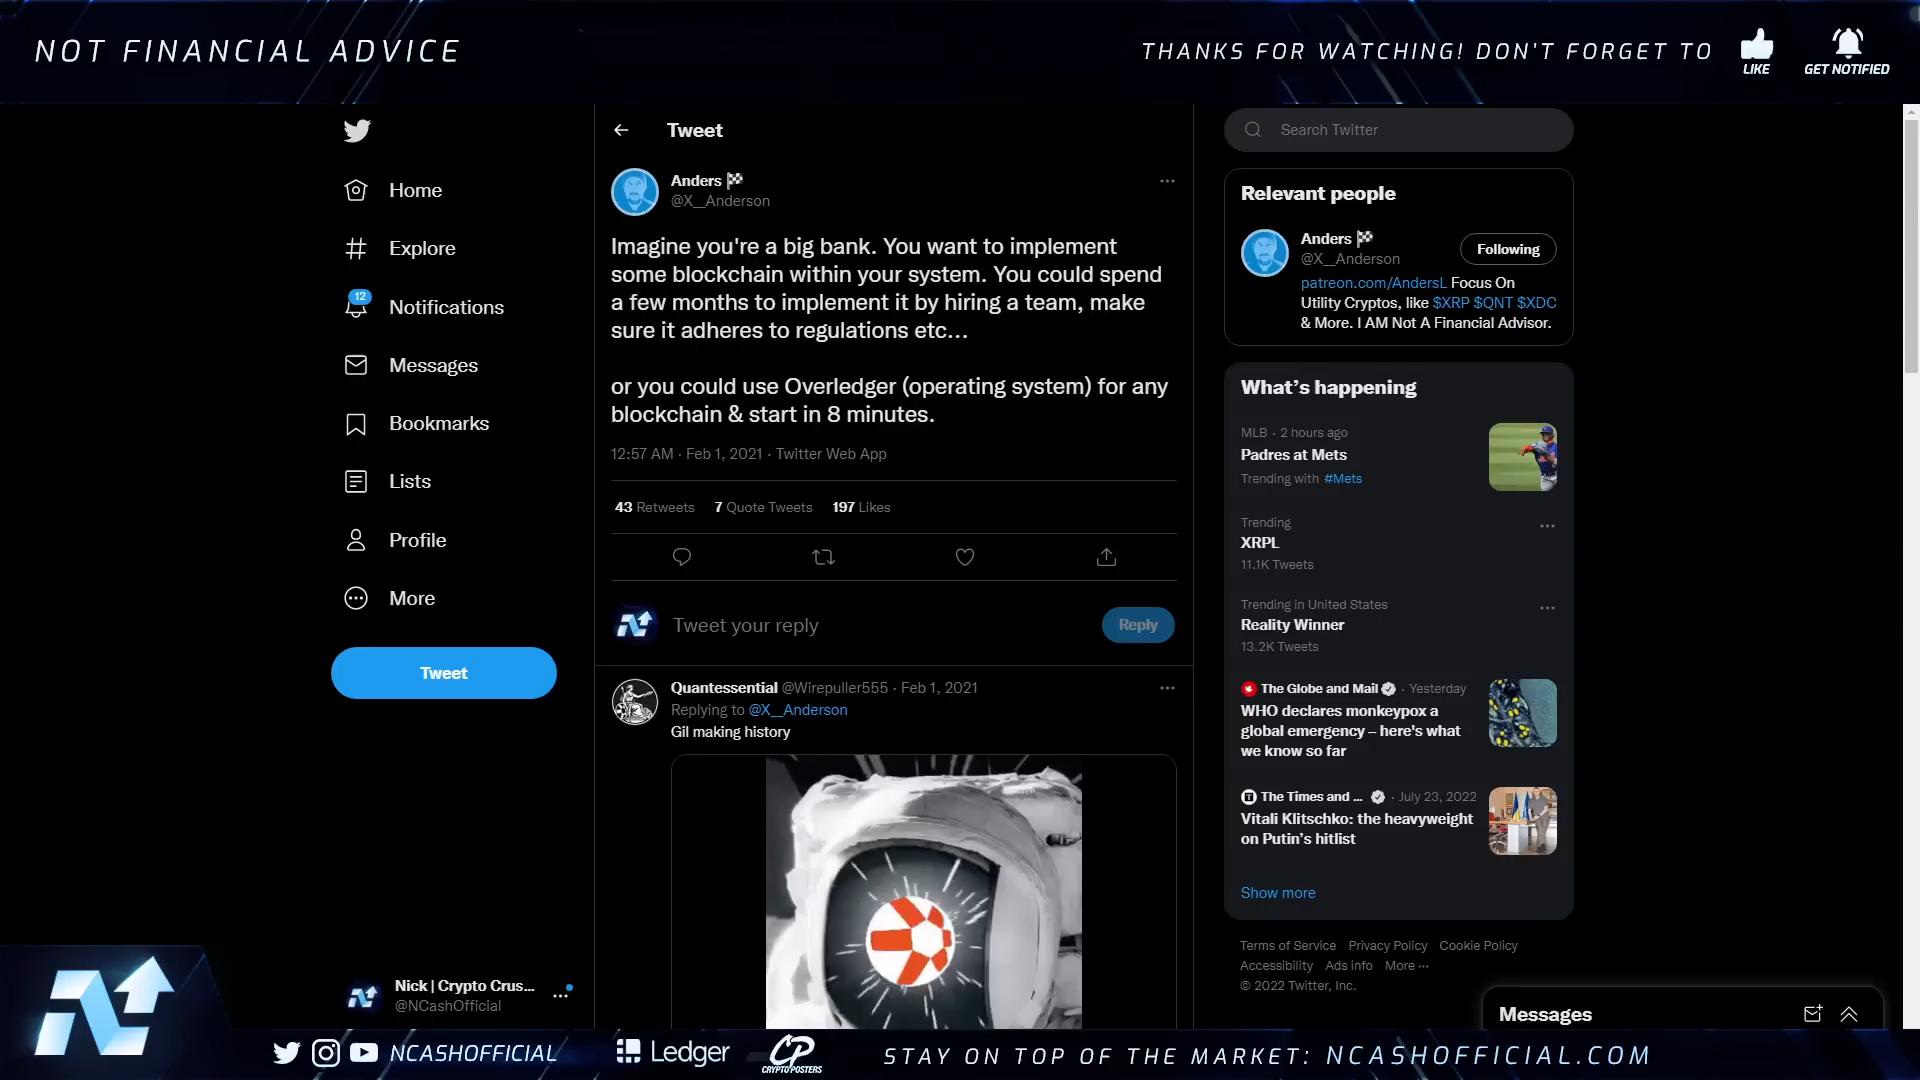 NOT FINANCIAL ADVICE
THANKS FOR WATCHING! DON'T FORGET TO
LIKE
GET NOTIFIED
Home
Explore
12
Notifications
Messages
Bookmarks
Lists
Profile
More
Tweet
Nick | Crypto Crus...
@NCashOfficial
Tweet
Anders
@X__Anderson
Imagine you're a big bank. You want to implement
some blockchain within your system. You could spend
a few months to implement it by hiring a team, make
sure it adheres to regulations etc…
or you could use Overledger (operating system) for any
blockchain & start in 8 minutes.
12:57 AM · Feb 1, 2021 · Twitter Web App
43 Retweets 7 Quote Tweets 197 Likes
Tweet your reply
Reply
Quantessential @Wirepuller555 · Feb 1, 2021
Replying to @X__Anderson
Gil making history
Search Twitter
Relevant people
Anders
@X__Anderson
Following
patreon.com/AndersL Focus On
Utility Cryptos, like $XRP $QNT $XDC
& More. I AM Not A Financial Advisor.
What's happening
MLB · 2 hours ago
Padres at Mets
Trending with #Mets
Trending
XRPL
11.1K Tweets
Trending in United States
Reality Winner
13.2K Tweets
The Globe and Mail · Yesterday
WHO declares monkeypox a
global emergency – here's what
we know so far
The Times and ... · July 23, 2022
Vitali Klitschko: the heavyweight
on Putin's hitlist
Show more
Terms of Service Privacy Policy Cookie Policy
Accessibility Ads info More ···
© 2022 Twitter, Inc.
Messages
NCASHOFFICIAL
Ledger
CP
CRYPTOPOSTERS
STAY ON TOP OF THE MARKET: NCASHOFFICIAL.COM